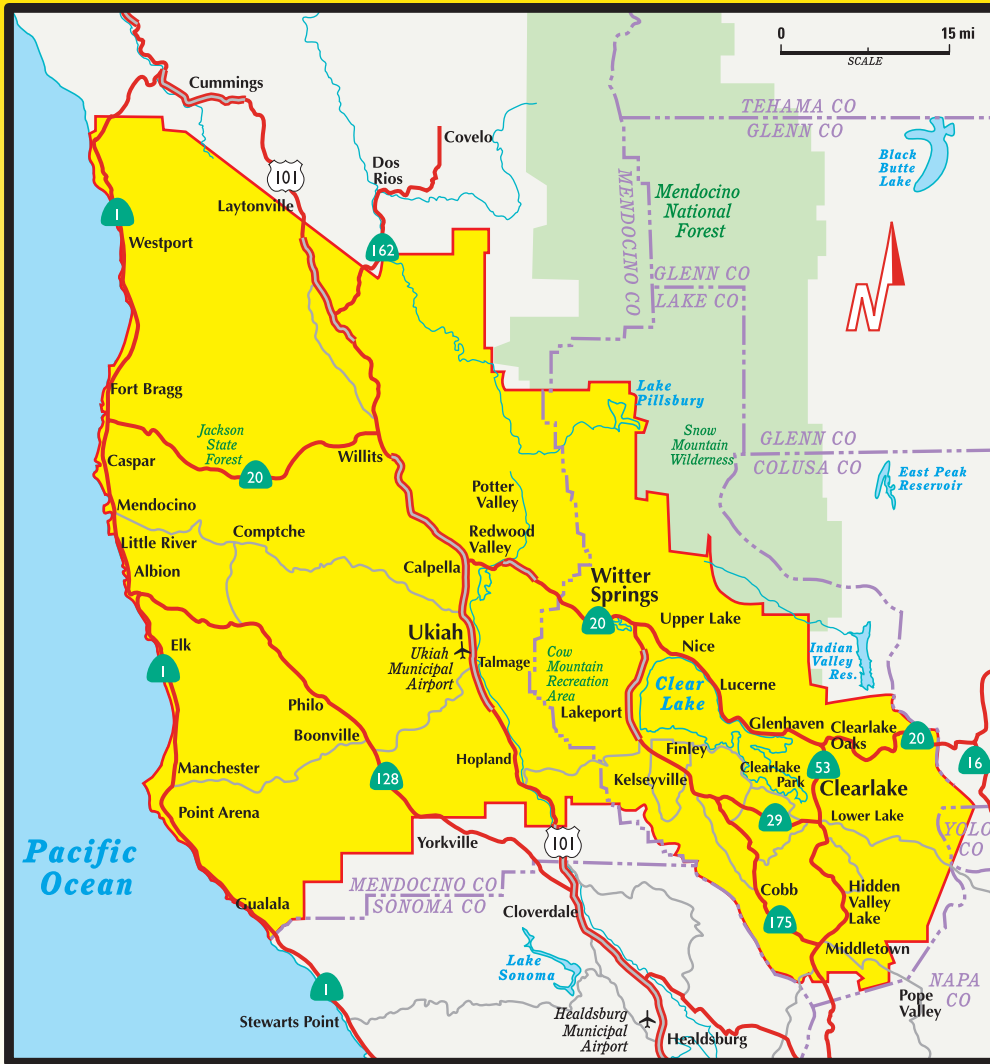 0
15 mi
SCALE
Cummings
TEHAMA CO
GLENN CO
Covelo
Black
Butte
Lake
Dos
Rios
101
MENDOCINO CO
Mendocino
National
Forest
Laytonville
1
Westport
162
GLENN CO
LAKE CO
N
Fort Bragg
Lake
Pillsbury
Jackson
State
Forest
Snow
Mountain
Wilderness
GLENN CO
COLUSA CO
Caspar
20
Willits
East Peak
Reservoir
Potter
Valley
Mendocino
Comptche
Redwood
Valley
Little River
Albion
Calpella
Witter
Springs
20
Upper Lake
Ukiah
Ukiah
Municipal
Airport
Talmage
Elk
1
Cow
Mountain
Recreation
Area
Nice
Indian
Valley
Res.
Clear
Lake
Lucerne
Philo
Lakeport
Boonville
Glenhaven
Clearlake
Oaks
20
Finley
Hopland
16
Manchester
128
Kelseyville
Clearlake
Park
53
Clearlake
Point Arena
29
Lower Lake
Yorkville
101
YOLO
CO
Pacific
Ocean
MENDOCINO CO
SONOMA CO
Cobb
Hidden
Valley
Lake
Gualala
Cloverdale
175
Middletown
Lake
Sonoma
NAPA
CO
1
Pope
Valley
Stewarts Point
Healdsburg
Municipal
Airport
Healdsburg